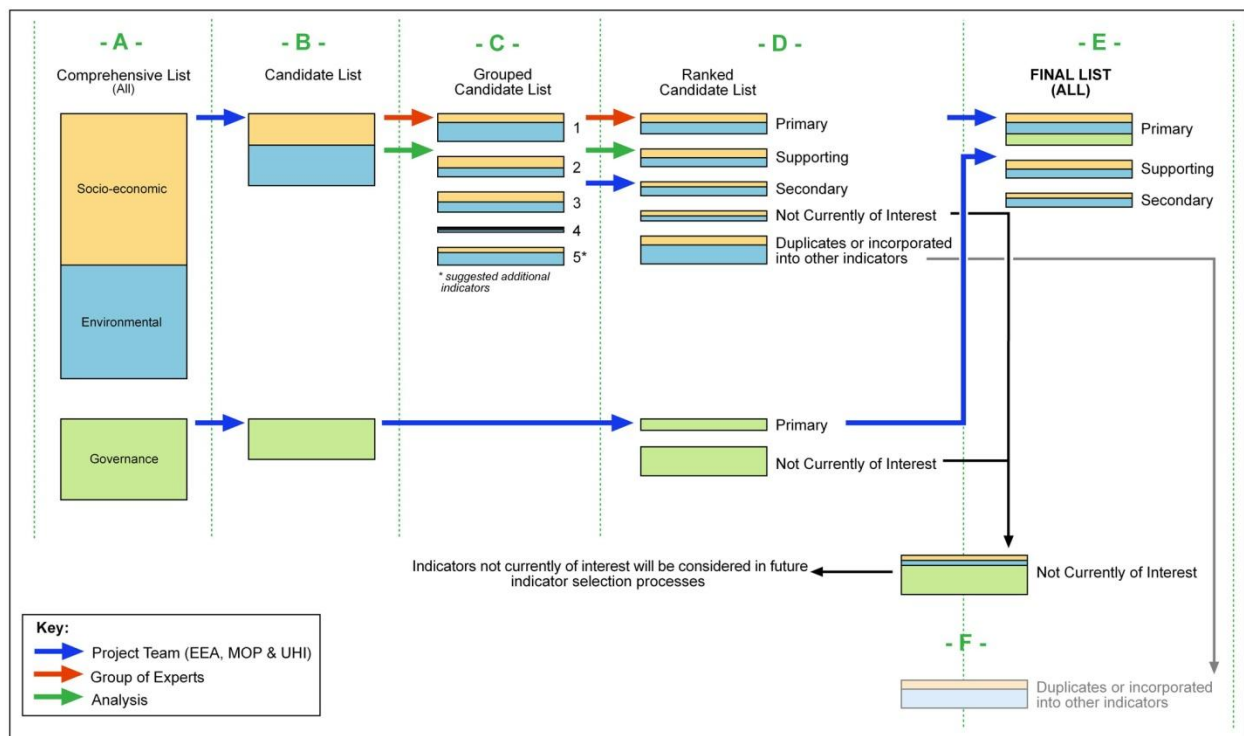 - A -
Comprehensive List
(All)
Socio-economic
Environmental
Governance
- B -
Candidate List
- C -
Grouped
Candidate List
1
2
3
4
5*
* suggested additional
indicators
- D -
Ranked
Candidate List
Primary
Supporting
Secondary
Not Currently of Interest
Duplicates or incorporated
into other indicators
Primary
Not Currently of Interest
- E -
FINAL LIST
(ALL)
Primary
Supporting
Secondary
Indicators not currently of interest will be considered in future
indicator selection processes
Not Currently of Interest
- F -
Duplicates or incorporated
into other indicators
Key:
Project Team (EEA, MOP & UHI)
Group of Experts
Analysis